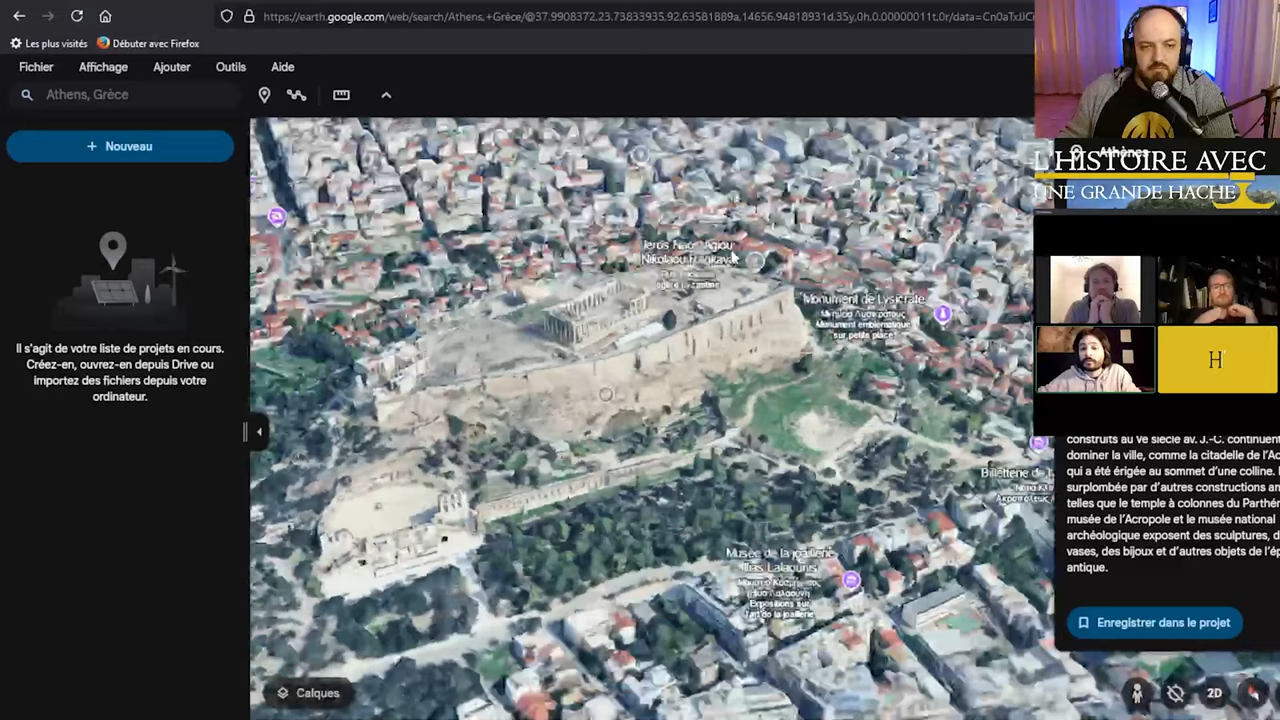 https://earth.google.com/web/search/Athens,+Grèce/@37.9908372,23.73833935,92.63581889a,14656.94818931d,35y,0h,0.00000011t,0r/data=
Les plus visités
Débuter avec Firefox
Fichier
Affichage
Ajouter
Outils
Aide
Athens, Grèce
+ Nouveau
Il s'agit de votre liste de projets en cours.
Créez-en, ouvrez-en depuis Drive ou
importez des fichiers depuis votre
ordinateur.
Monument de Lysicrate
Μνημείο Λυσικράτους
Monument emblématique
sur petite place
Musée de la joaillerie
Ilias Lalaounis
Expositions sur
l'art de la joaillerie
Billetterie de
Calques
Athènes
L'HISTOIRE AVEC
UNE GRANDE HACHE
H
construits au Ve siècle av. J.-C. continuent
dominer la ville, comme la citadelle de l'Ac
qui a été érigée au sommet d'une colline.
surplombée par d'autres constructions an
telles que le temple à colonnes du Parthé
musée de l'Acropole et le musée national
archéologique exposent des sculptures, d
vases, des bijoux et d'autres objets de l'é
antique.
Enregistrer dans le projet
2D